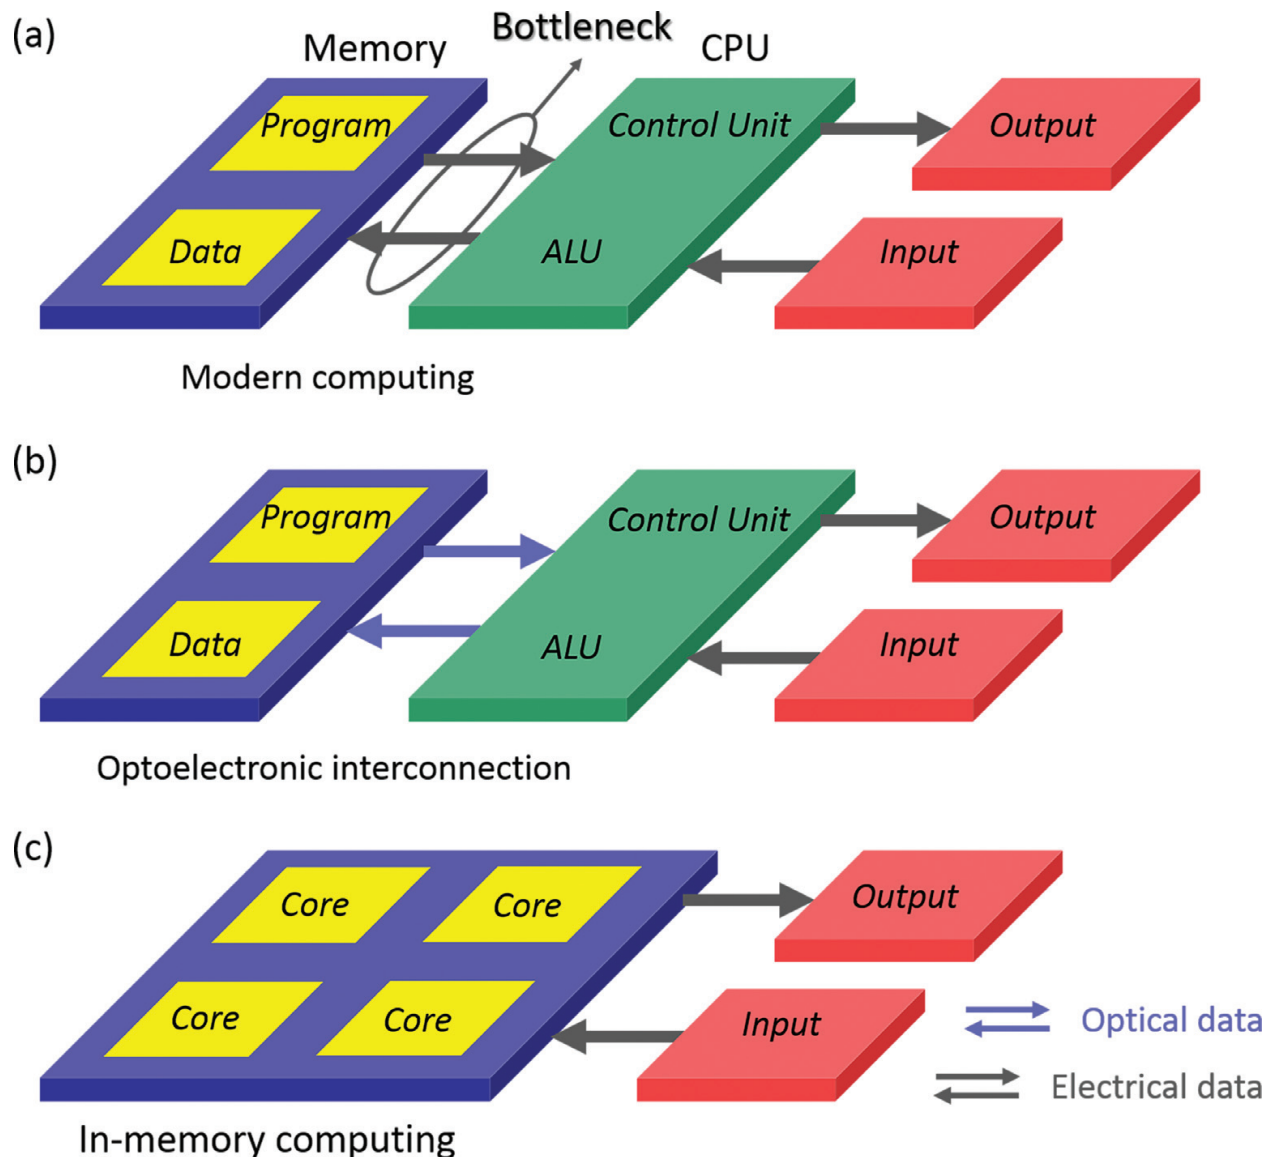 (a)
Memory
Bottleneck
CPU
Program
Control Unit
Output
Data
ALU
Input
Modern computing
(b)
Program
Control Unit
Output
Data
ALU
Input
Optoelectronic interconnection
(c)
Core
Core
Output
Core
Core
Input
Optical data
Electrical data
In-memory computing